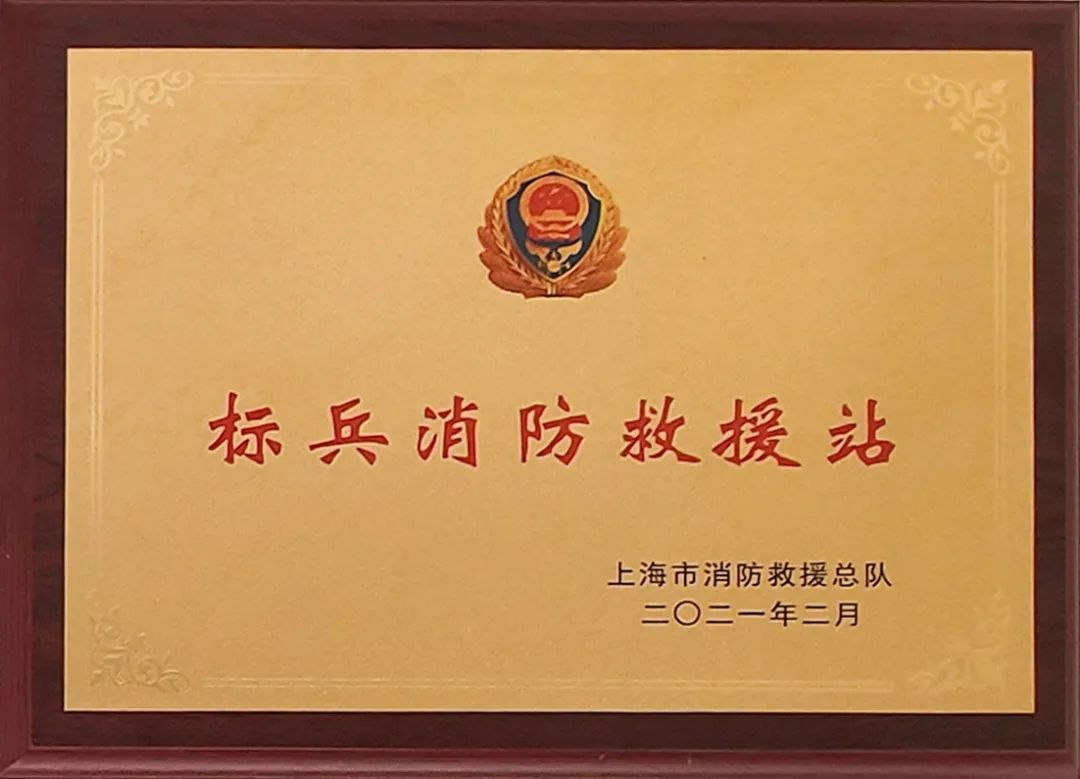 标兵消防救援站
上海市消防救援总队
二〇二一年二月